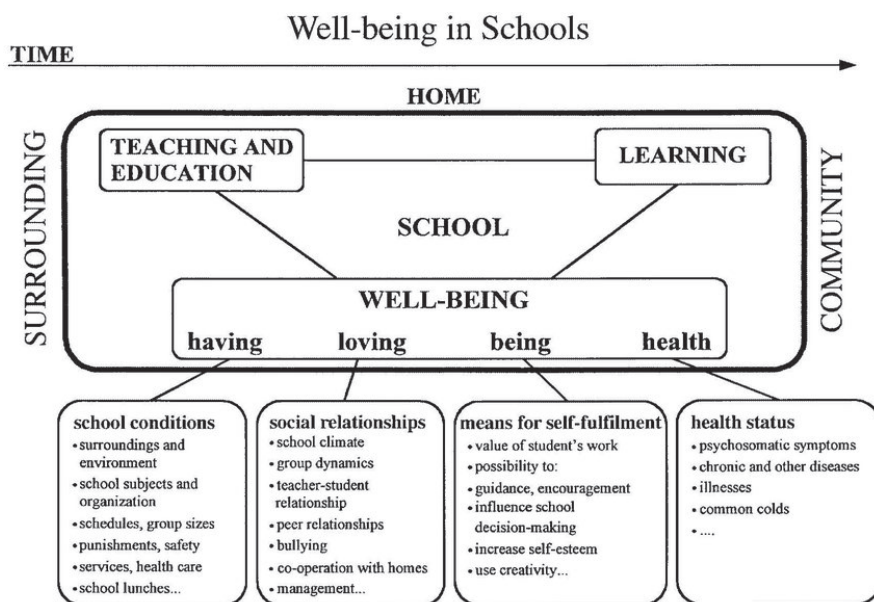 Well-being in Schools
TIME
HOME
SURROUNDING
COMMUNITY
TEACHING AND
EDUCATION
LEARNING
SCHOOL
WELL-BEING
having loving being health
school conditions
• surroundings and
environment
• school subjects and
organization
• schedules, group sizes
• punishments, safety
• services, health care
• school lunches...
social relationships
• school climate
• group dynamics
• teacher-student
relationship
• peer relationships
• bullying
• co-operation with homes
• management...
means for self-fulfilment
• value of student's work
• possibility to:
• guidance, encouragement
• influence school
decision-making
• increase self-esteem
• use creativity...
health status
• psychosomatic symptoms
• chronic and other diseases
• illnesses
• common colds
• ....